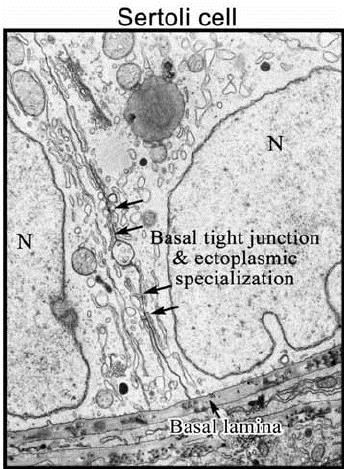 Sertoli cell
N
N
Basal tight junction
& ectoplasmic
specialization
Basal lamina